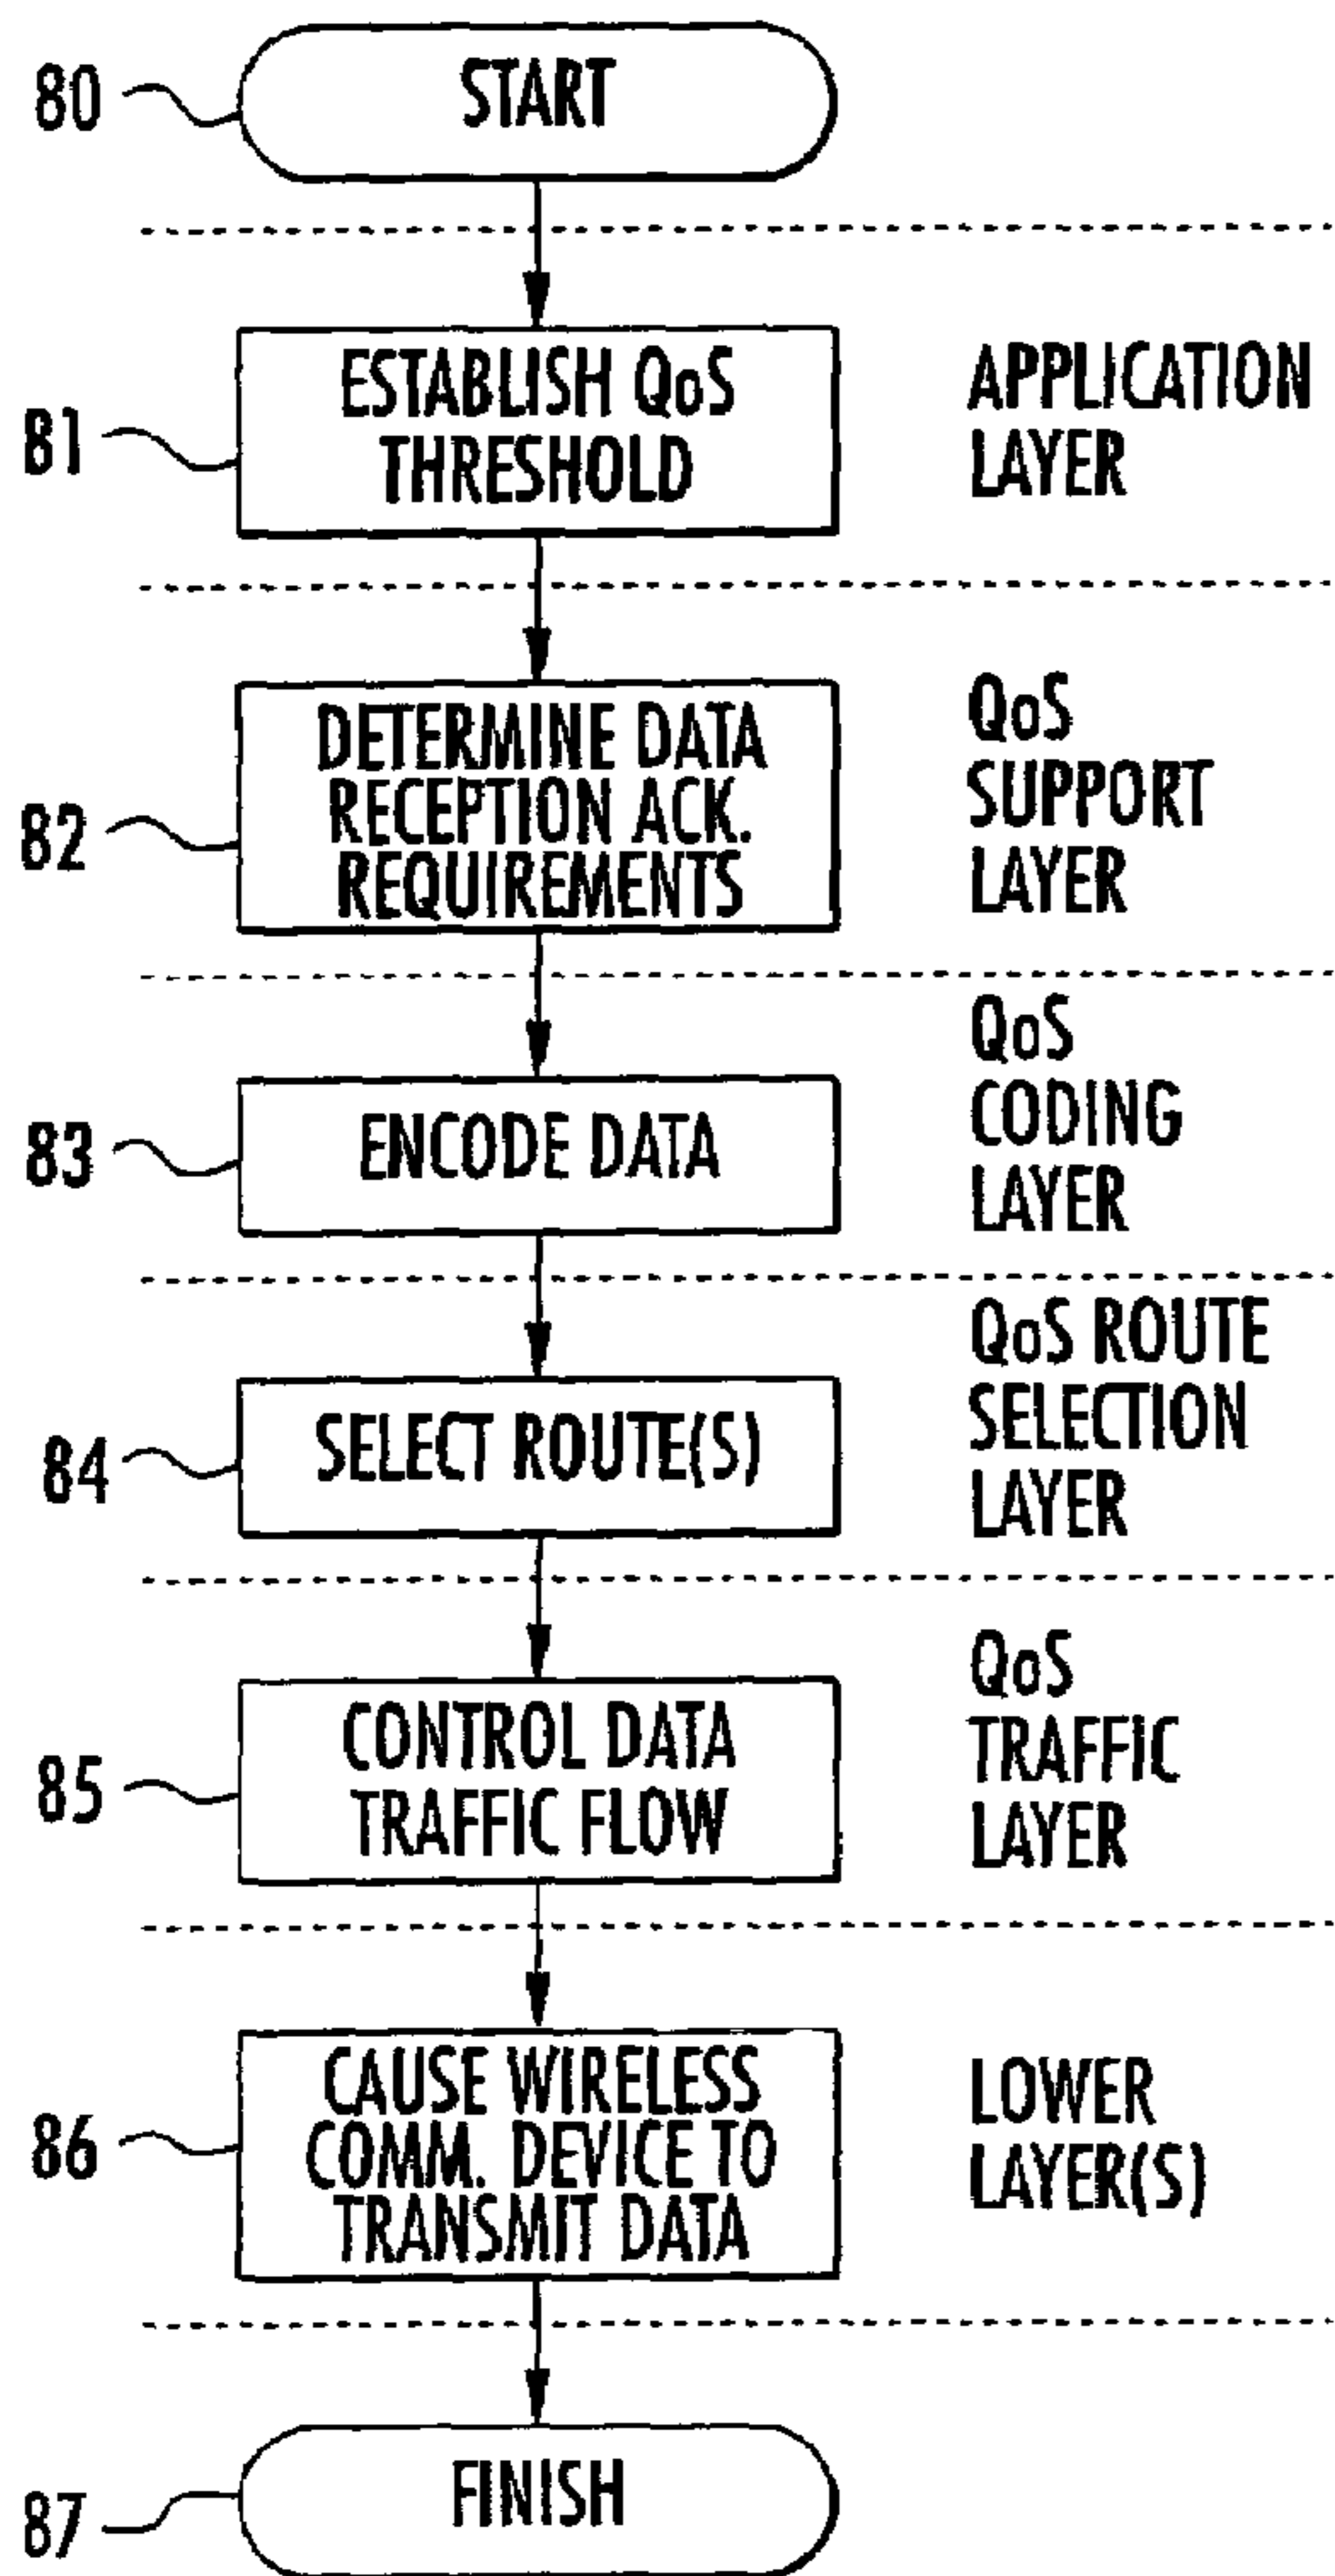 80
START
81
ESTABLISH QoS
THRESHOLD
APPLICATION
LAYER
82
DETERMINE DATA
RECEPTION ACK.
REQUIREMENTS
QoS
SUPPORT
LAYER
83
ENCODE DATA
QoS
CODING
LAYER
84
SELECT ROUTE(S)
QoS ROUTE
SELECTION
LAYER
85
CONTROL DATA
TRAFFIC FLOW
QoS
TRAFFIC
LAYER
86
CAUSE WIRELESS
COMM. DEVICE TO
TRANSMIT DATA
LOWER
LAYER(S)
87
FINISH